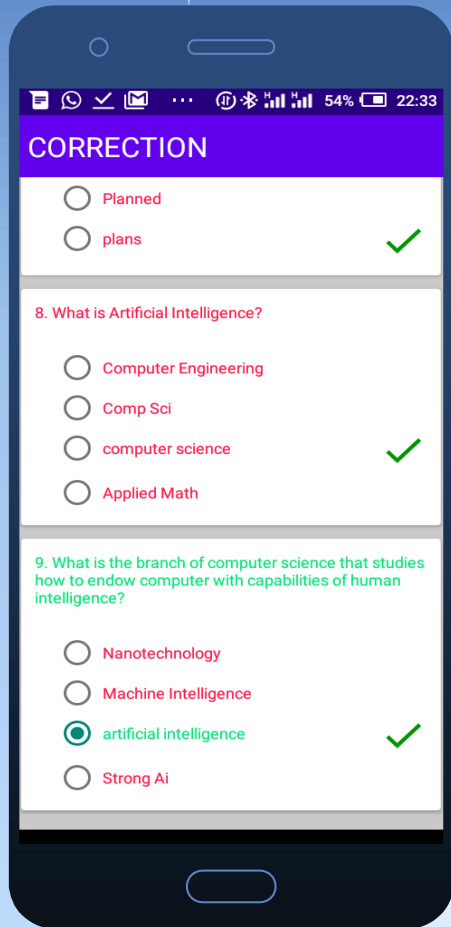 H H 54% 22:33
CORRECTION
Planned
plans
8. What is Artificial Intelligence?
Computer Engineering
Comp Sci
computer science
Applied Math
9. What is the branch of computer science that studies
how to endow computer with capabilities of human
intelligence?
Nanotechnology
Machine Intelligence
artificial intelligence
Strong Ai